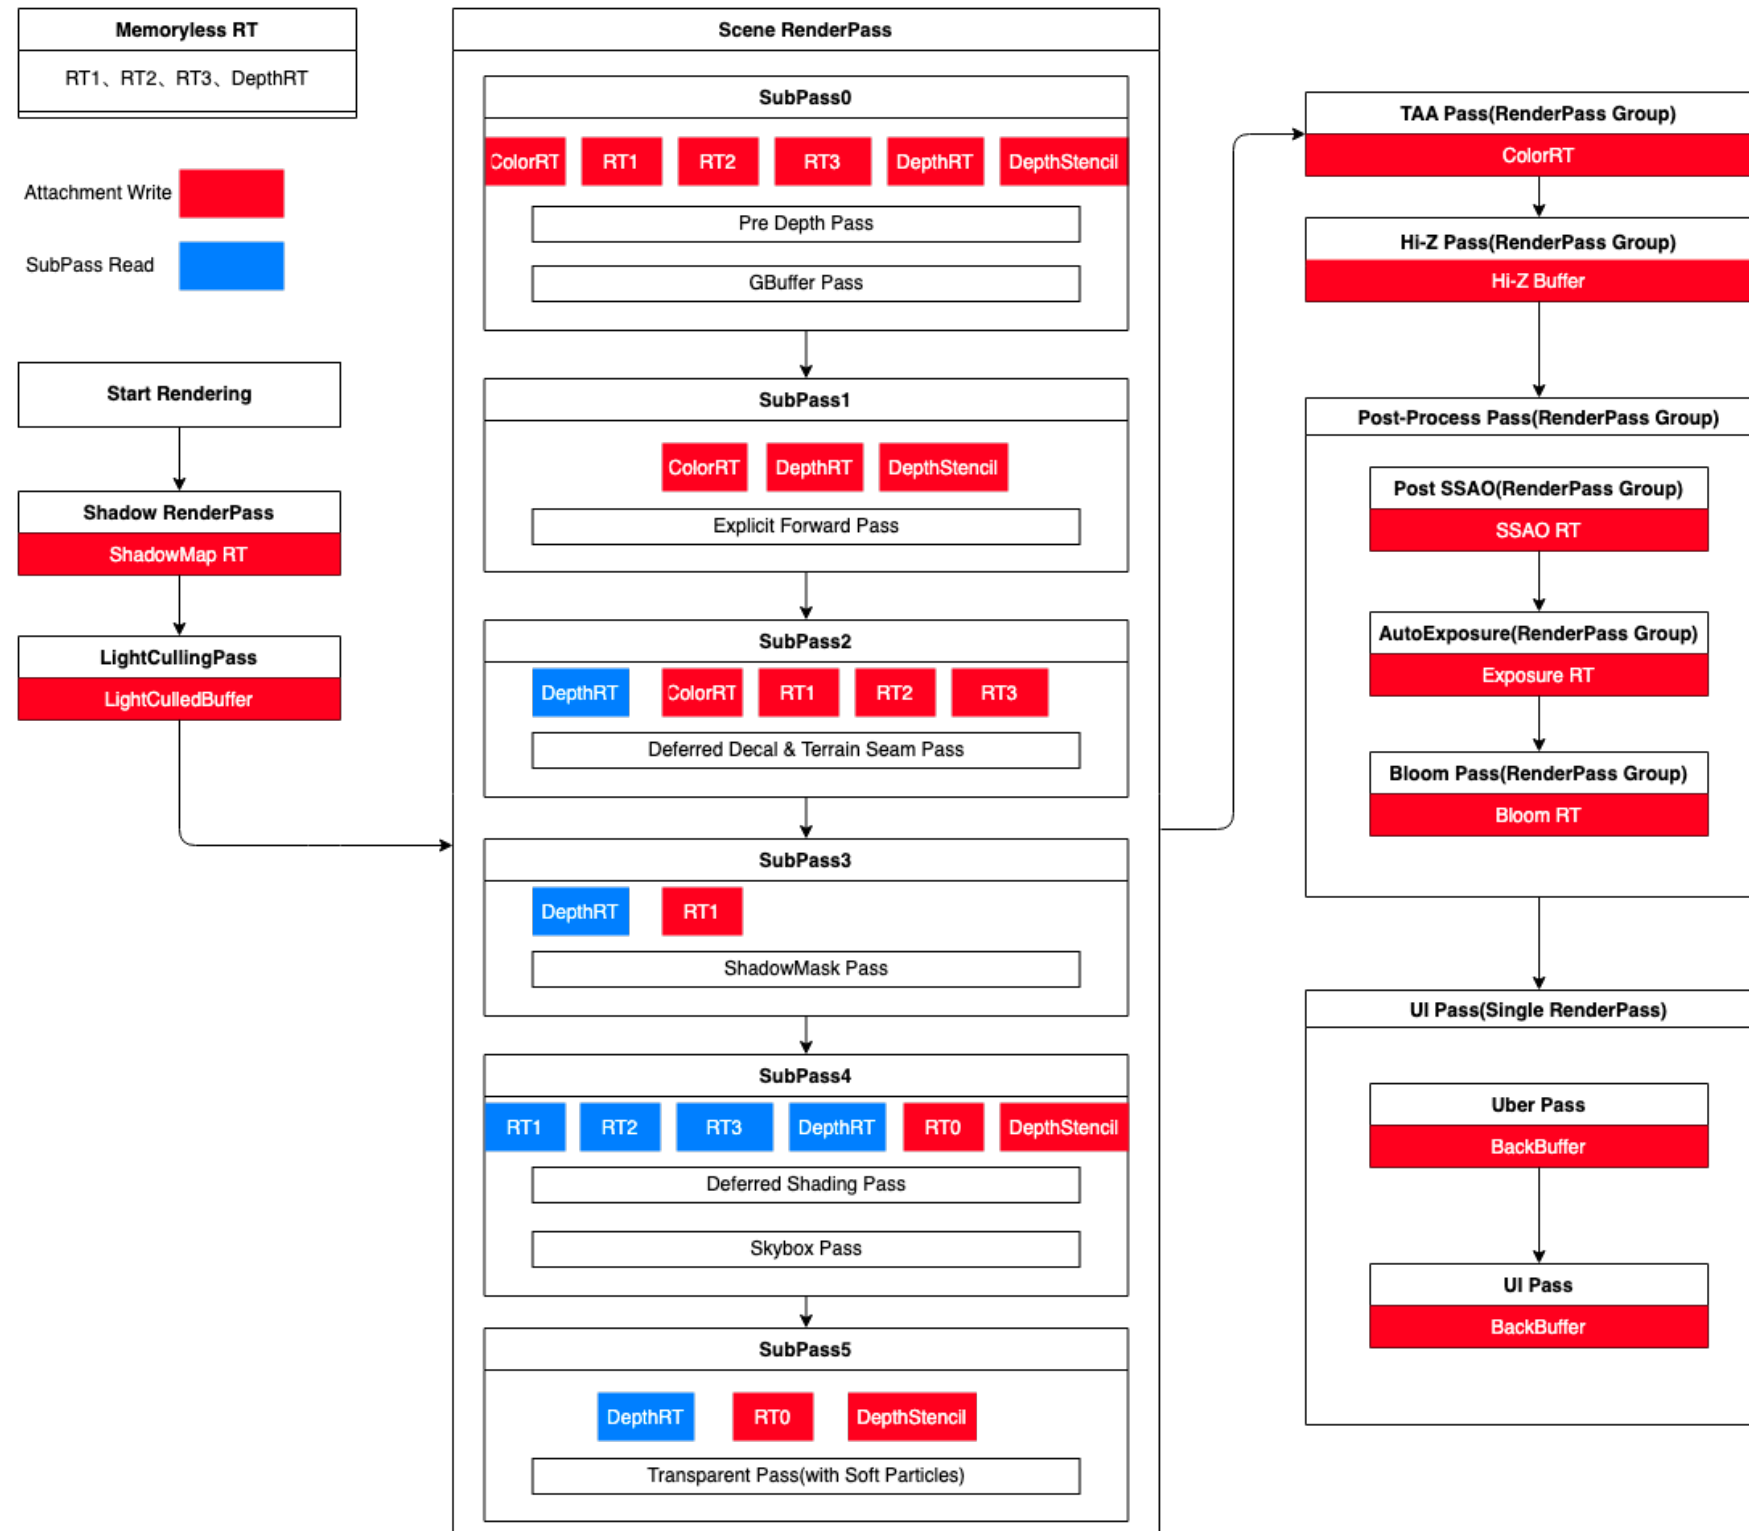 Memoryless RT
RT1、RT2、RT3、DepthRT
Attachment Write
SubPass Read
Start Rendering
Shadow RenderPass
ShadowMap RT
LightCullingPass
LightCulledBuffer
Scene RenderPass
SubPass0
ColorRT RT1 RT2 RT3 DepthRT DepthStencil
Pre Depth Pass
GBuffer Pass
SubPass1
ColorRT DepthRT DepthStencil
Explicit Forward Pass
SubPass2
DepthRT ColorRT RT1 RT2 RT3
Deferred Decal & Terrain Seam Pass
SubPass3
DepthRT RT1
ShadowMask Pass
SubPass4
RT1 RT2 RT3 DepthRT RT0 DepthStencil
Deferred Shading Pass
Skybox Pass
SubPass5
DepthRT RT0 DepthStencil
Transparent Pass(with Soft Particles)
TAA Pass(RenderPass Group)
ColorRT
Hi-Z Pass(RenderPass Group)
Hi-Z Buffer
Post-Process Pass(RenderPass Group)
Post SSAO(RenderPass Group)
SSAO RT
AutoExposure(RenderPass Group)
Exposure RT
Bloom Pass(RenderPass Group)
Bloom RT
UI Pass(Single RenderPass)
Uber Pass
BackBuffer
UI Pass
BackBuffer